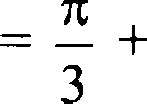 = π/3 +